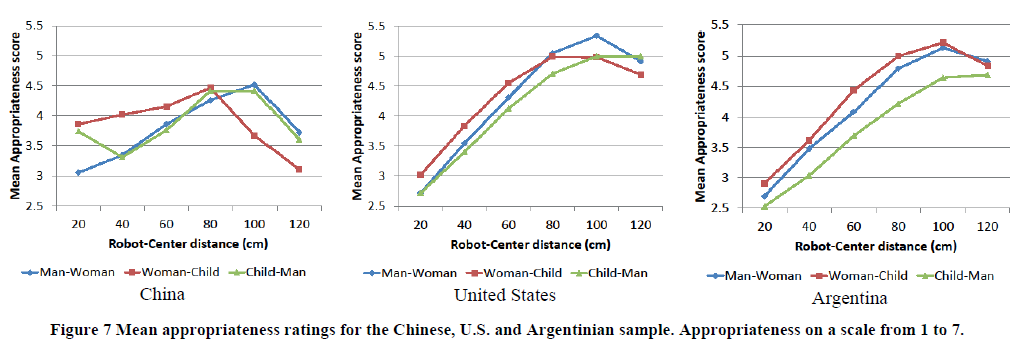 5.5
5
4.5
4
3.5
3
2.5
Mean Appropriateness score
20 40 60 80 100 120
Robot-Center distance (cm)
Man-Woman Woman-Child Child-Man
China
5.5
5
4.5
4
3.5
3
2.5
Mean Appropriateness score
20 40 60 80 100 120
Robot-Center distance (cm)
Man-Woman Woman-Child Child-Man
United States
5.5
5
4.5
4
3.5
3
2.5
Mean Appropriateness score
20 40 60 80 100 120
Robot-Center distance (cm)
Man-Woman Woman-Child Child-Man
Argentina
Figure 7 Mean appropriateness ratings for the Chinese, U.S. and Argentinian sample. Appropriateness on a scale from 1 to 7.